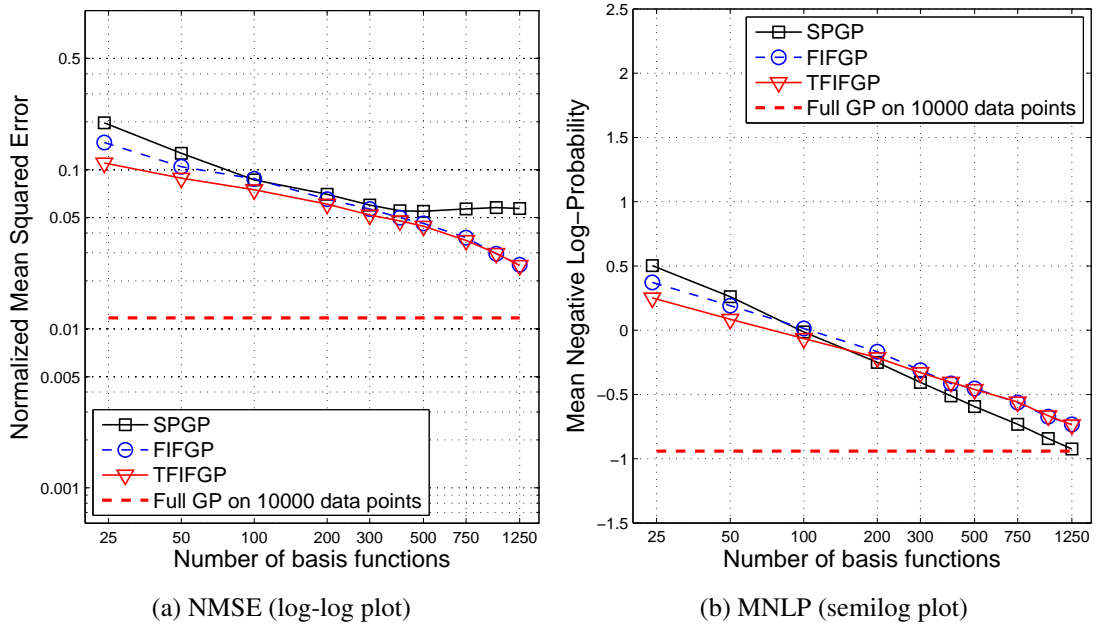 Normalized Mean Squared Error
0.5
0.1
0.05
0.01
0.005
0.001
SPGP
FIFGP
TFIFGP
Full GP on 10000 data points
25 50 100 200 300 500 750 1250
Number of basis functions
(a) NMSE (log-log plot)
Mean Negative Log−Probability
2.5
2
1.5
1
0.5
0
−0.5
−1
−1.5
SPGP
FIFGP
TFIFGP
Full GP on 10000 data points
25 50 100 200 300 500 750 1250
Number of basis functions
(b) MNLP (semilog plot)